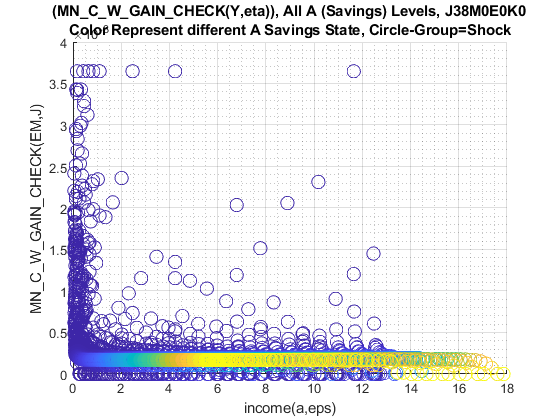 (MN_C_W_GAIN_CHECK(Y,eta)), All A (Savings) Levels, J38M0E0K0
Color Represent different A Savings State, Circle-Group=Shock
4
3.5
3
2.5
2
1.5
1
0.5
0
MN_C_W_GAIN_CHECK(EM,J)
0 2 4 6 8 10 12 14 16 18
income(a,eps)